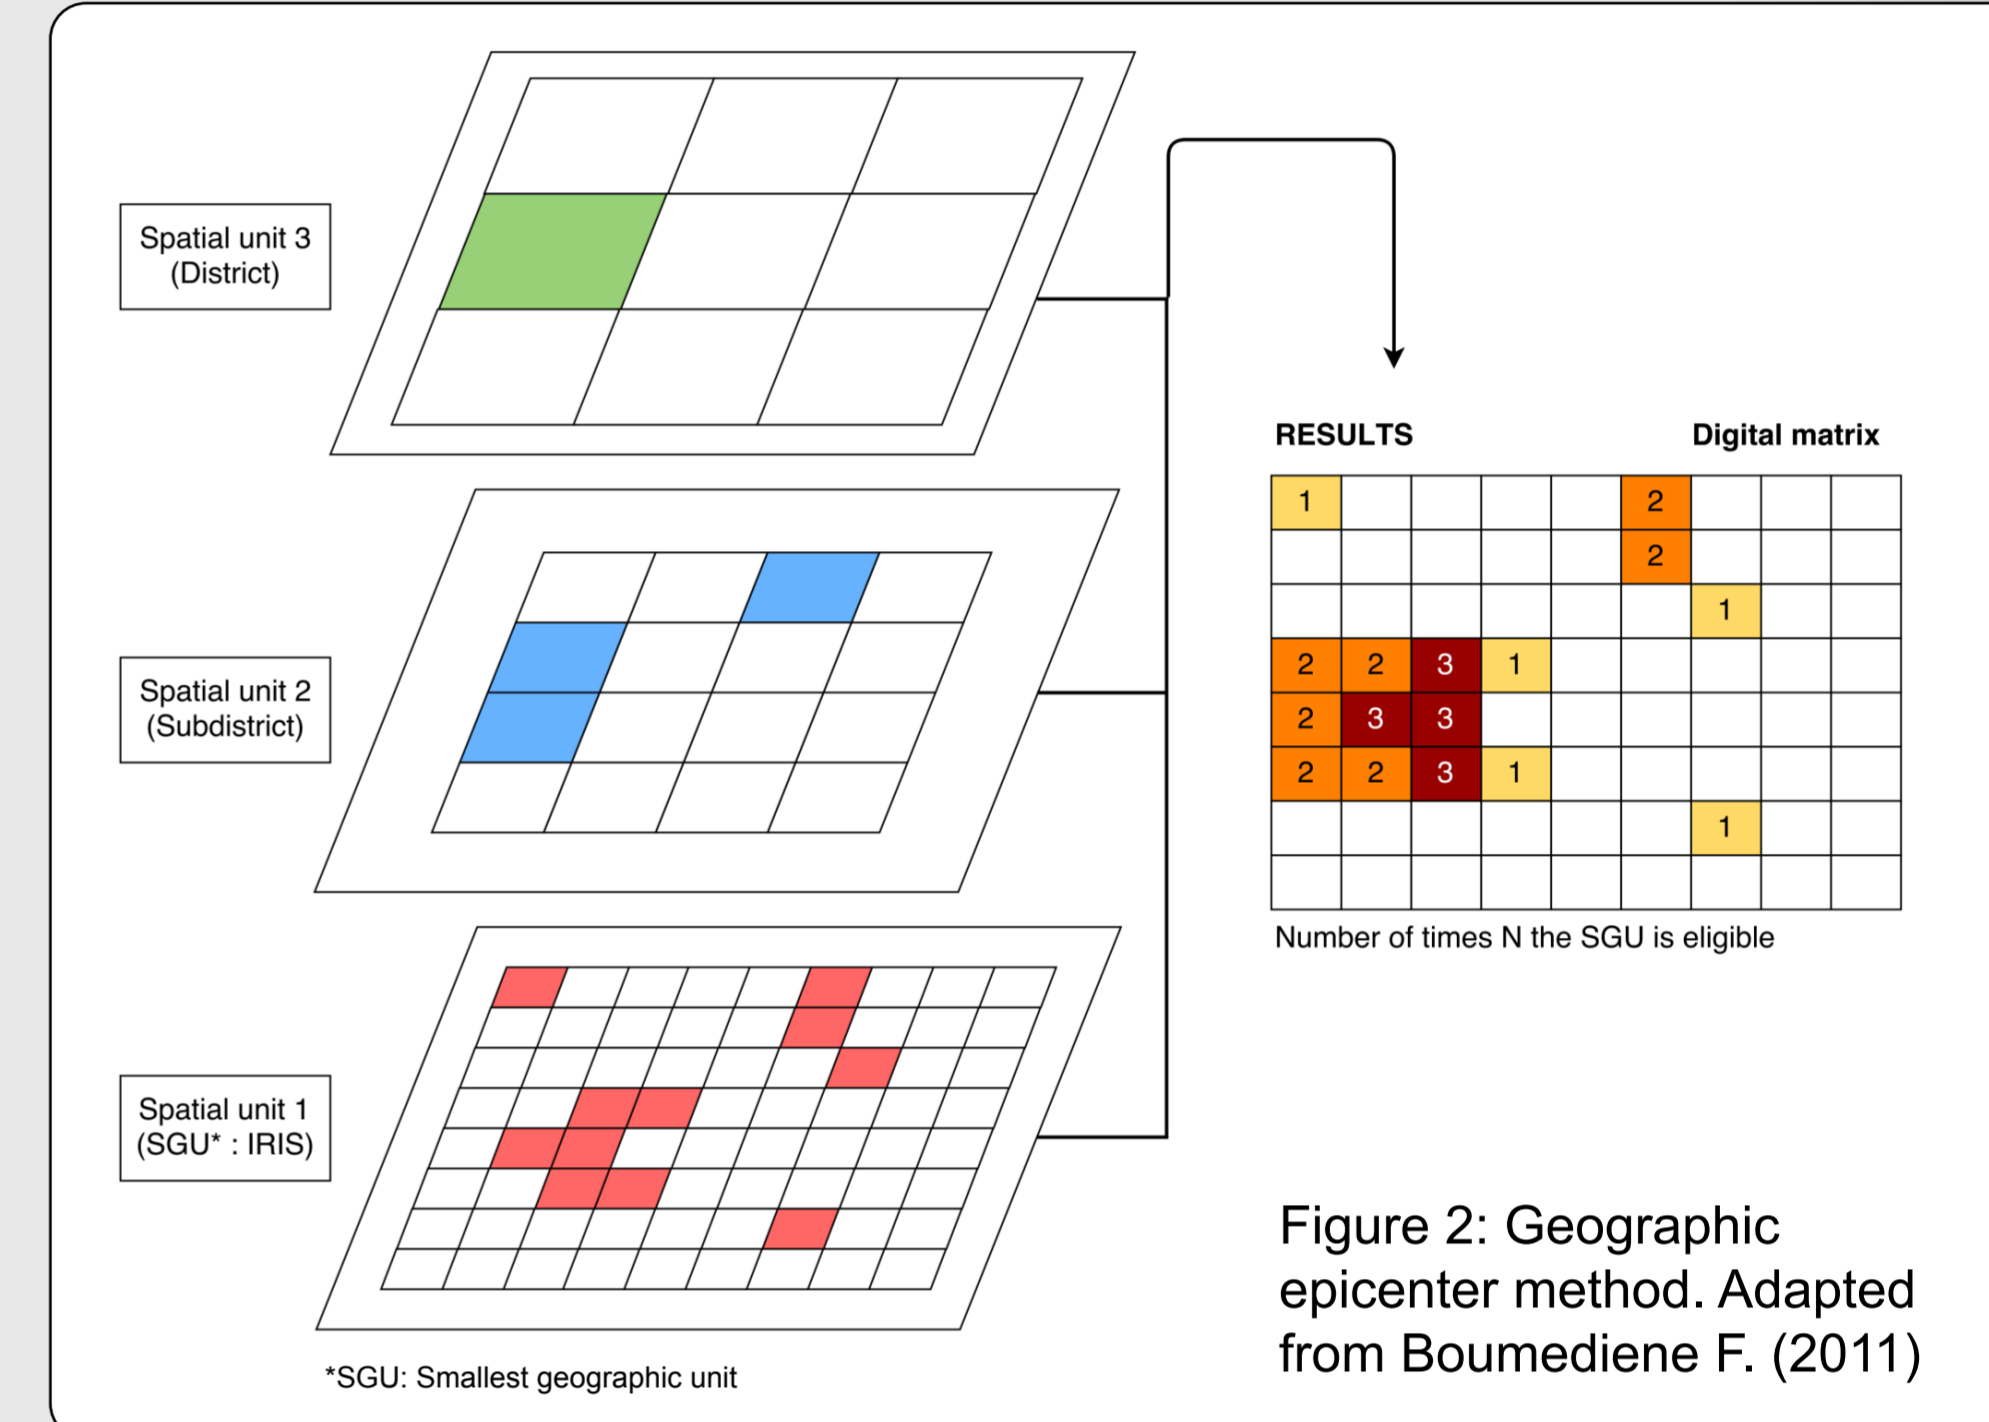 Spatial unit 3
(District)
Spatial unit 2
(Subdistrict)
Spatial unit 1
(SGU* : IRIS)
*SGU: Smallest geographic unit
RESULTS Digital matrix
1 2
2
1
2 2 3 1
2 3 3
2 2 3 1
1
Number of times N the SGU is eligible
Figure 2: Geographic
epicenter method. Adapted
from Boumediene F. (2011)